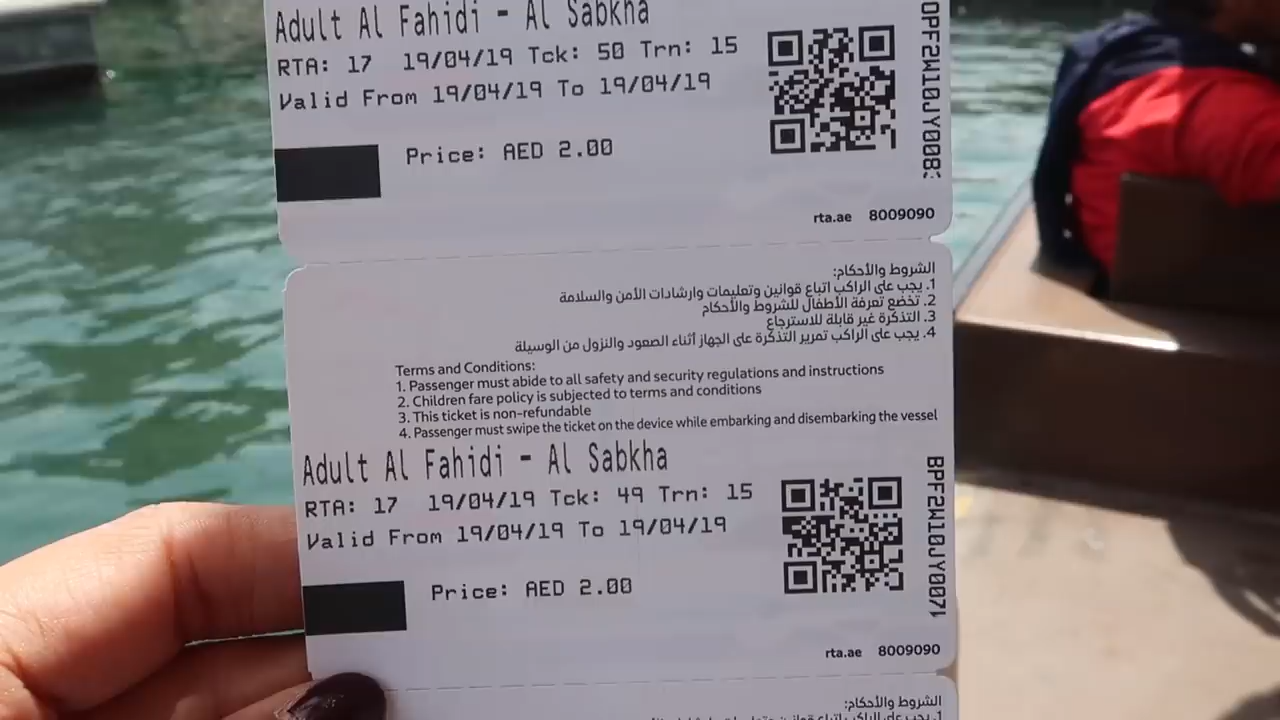 Adult Al Fahidi - Al Sabkha
RTA: 17 19/04/19 Tck: 50 Trn: 15
Valid From 19/04/19 To 19/04/19
Price: AED 2.00
rta.ae 8009090
الشروط والأحكام:
1. يجب على الراكب اتباع قوانين وتعليمات وارشادات الأمن والسلامة
2. تخضع تعرفة الأطفال للشروط والأحكام
3. التذكرة غير قابلة للاسترجاع
4. يجب على الراكب تمرير التذكرة على الجهاز أثناء الصعود والنزول من الوسيلة
Terms and Conditions:
1. Passenger must abide to all safety and security regulations and instructions
2. Children fare policy is subjected to terms and conditions
3. This ticket is non-refundable
4. Passenger must swipe the ticket on the device while embarking and disembarking the vessel
Adult Al Fahidi - Al Sabkha
RTA: 17 19/04/19 Tck: 49 Trn: 15
Valid From 19/04/19 To 19/04/19
Price: AED 2.00
rta.ae 8009090
الشروط والأحكام: